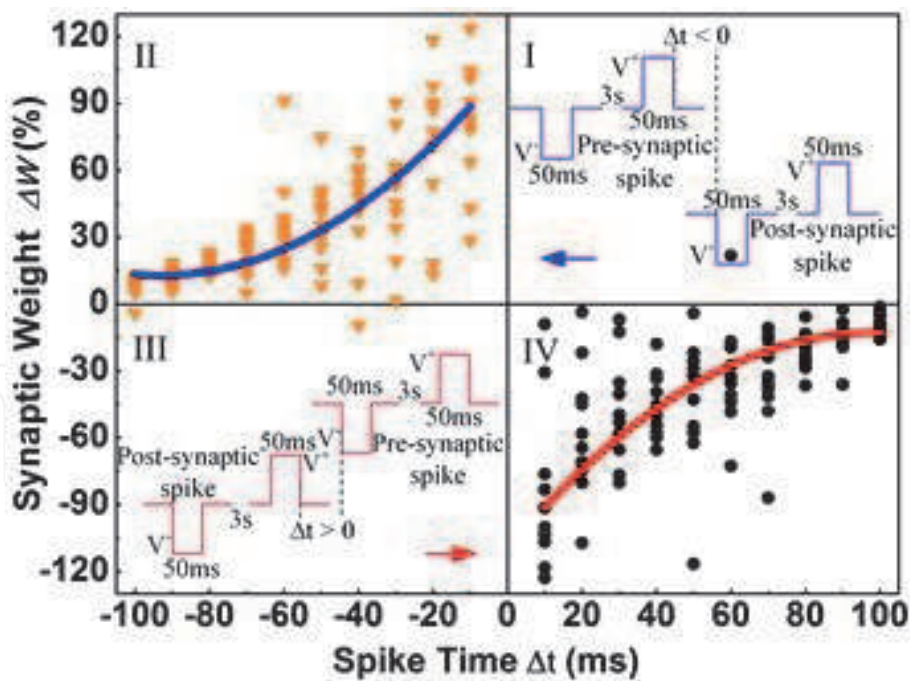 Synaptic Weight ΔW (%)
120
90
60
30
0
-30
-60
-90
-120
II
I
Δt < 0
V⁺
3s
50ms
V⁻
Pre-synaptic
50ms
spike
50ms
V⁺
50ms
3s
V⁻
Post-synaptic
spike
III
V⁺
50ms
3s
50ms
50ms
V⁻
Pre-synaptic
Post-synaptic
V⁺
spike
spike
3s
Δt > 0
V⁻
50ms
IV
-100 -80 -60 -40 -20 0 20 40 60 80 100
Spike Time Δt (ms)